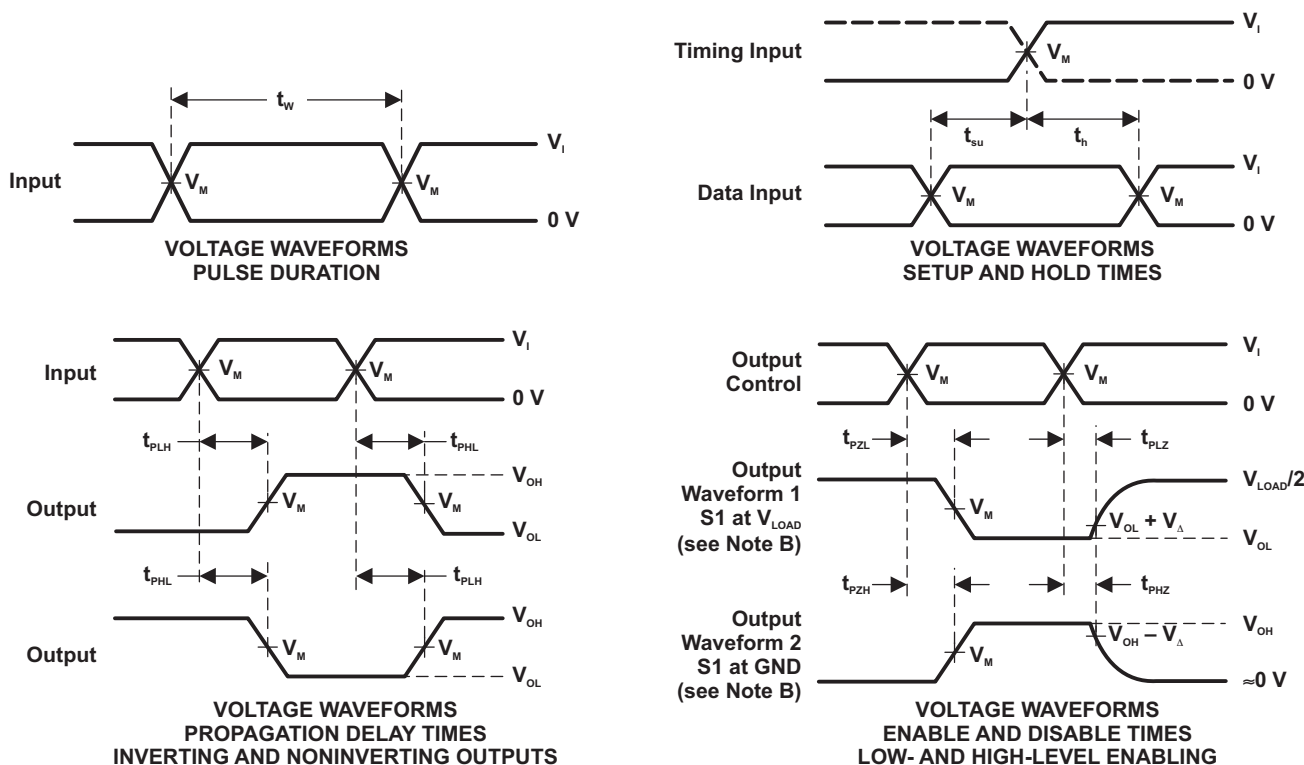 t_W
Input
V_M
V_M
V_I
0 V
VOLTAGE WAVEFORMS
PULSE DURATION
Timing Input
V_M
V_I
0 V
t_su
t_h
Data Input
V_M
V_M
V_I
0 V
VOLTAGE WAVEFORMS
SETUP AND HOLD TIMES
Input
V_M
V_M
V_I
0 V
t_PLH
t_PHL
Output
V_M
V_M
V_OH
V_OL
t_PHL
t_PLH
Output
V_M
V_M
V_OH
V_OL
VOLTAGE WAVEFORMS
PROPAGATION DELAY TIMES
INVERTING AND NONINVERTING OUTPUTS
Output
Control
V_M
V_M
V_I
0 V
t_PZL
t_PLZ
Output
Waveform 1
S1 at V_LOAD
(see Note B)
V_M
V_OL + V_Δ
V_LOAD/2
V_OL
t_PZH
t_PHZ
Output
Waveform 2
S1 at GND
(see Note B)
V_M
V_OH − V_Δ
V_OH
≈0 V
VOLTAGE WAVEFORMS
ENABLE AND DISABLE TIMES
LOW- AND HIGH-LEVEL ENABLING